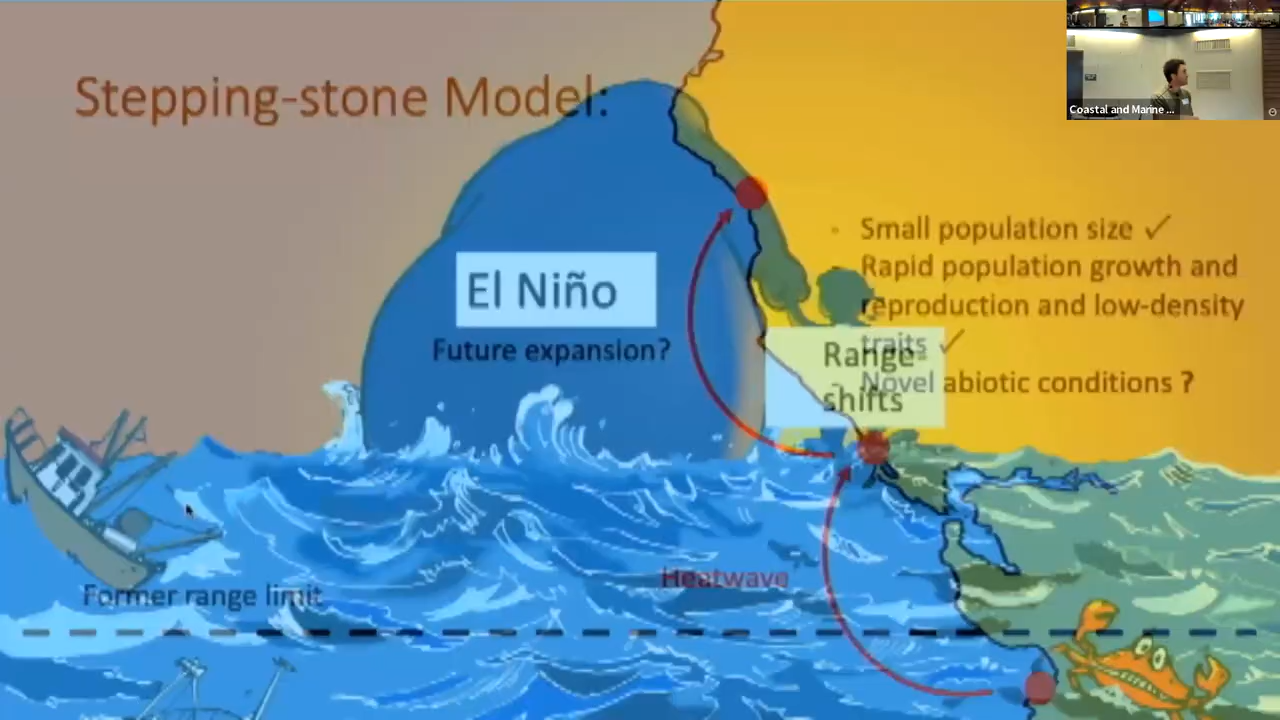 Stepping-stone Model:
Coastal and Marine ...
Small population size ✓
Rapid population growth and
reproduction and low-density
traits ✓
Novel abiotic conditions ?
El Niño
Future expansion?
Range
shifts
Heatwave
Former range limit